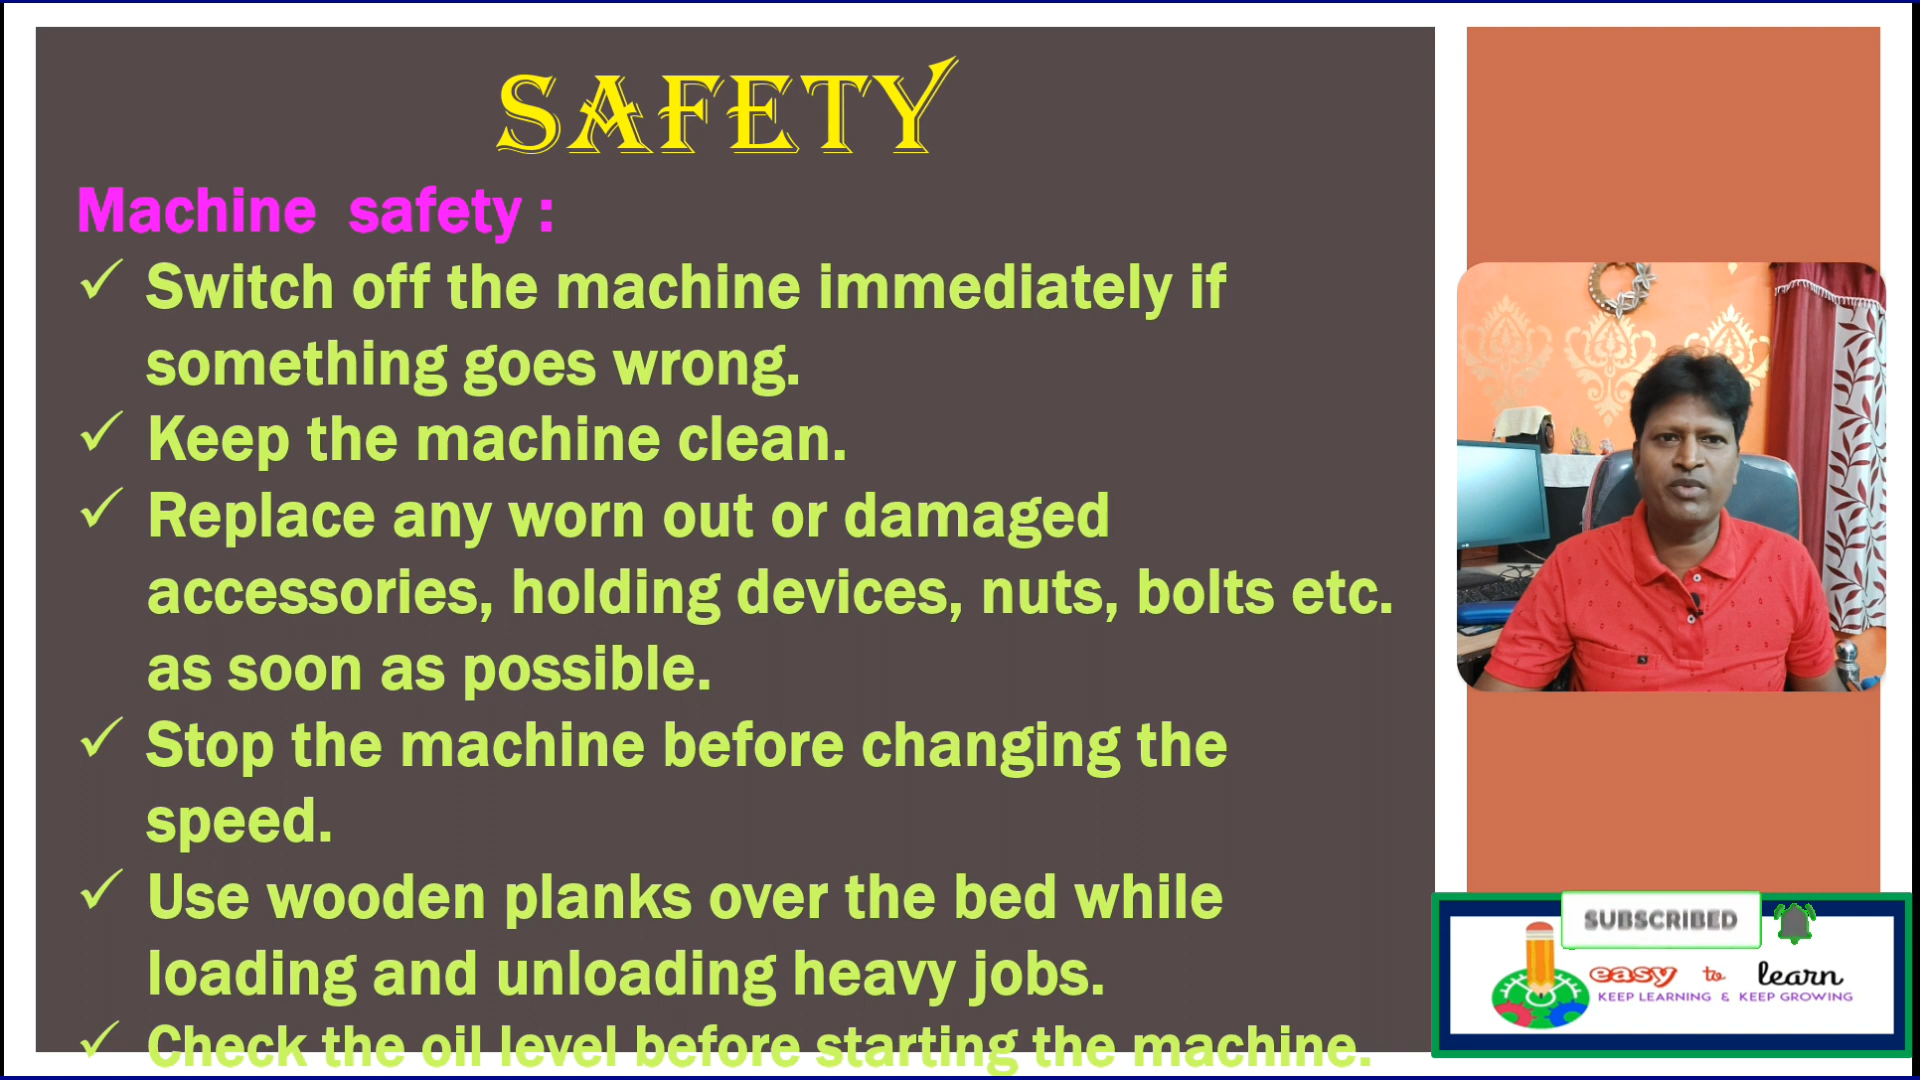 SAFETY
Machine safety :
✓ Switch off the machine immediately if
something goes wrong.
✓ Keep the machine clean.
✓ Replace any worn out or damaged
accessories, holding devices, nuts, bolts etc.
as soon as possible.
✓ Stop the machine before changing the
speed.
✓ Use wooden planks over the bed while
loading and unloading heavy jobs.
✓ Check the oil level before starting the machine.
SUBSCRIBED
easy to learn
KEEP LEARNING & KEEP GROWING